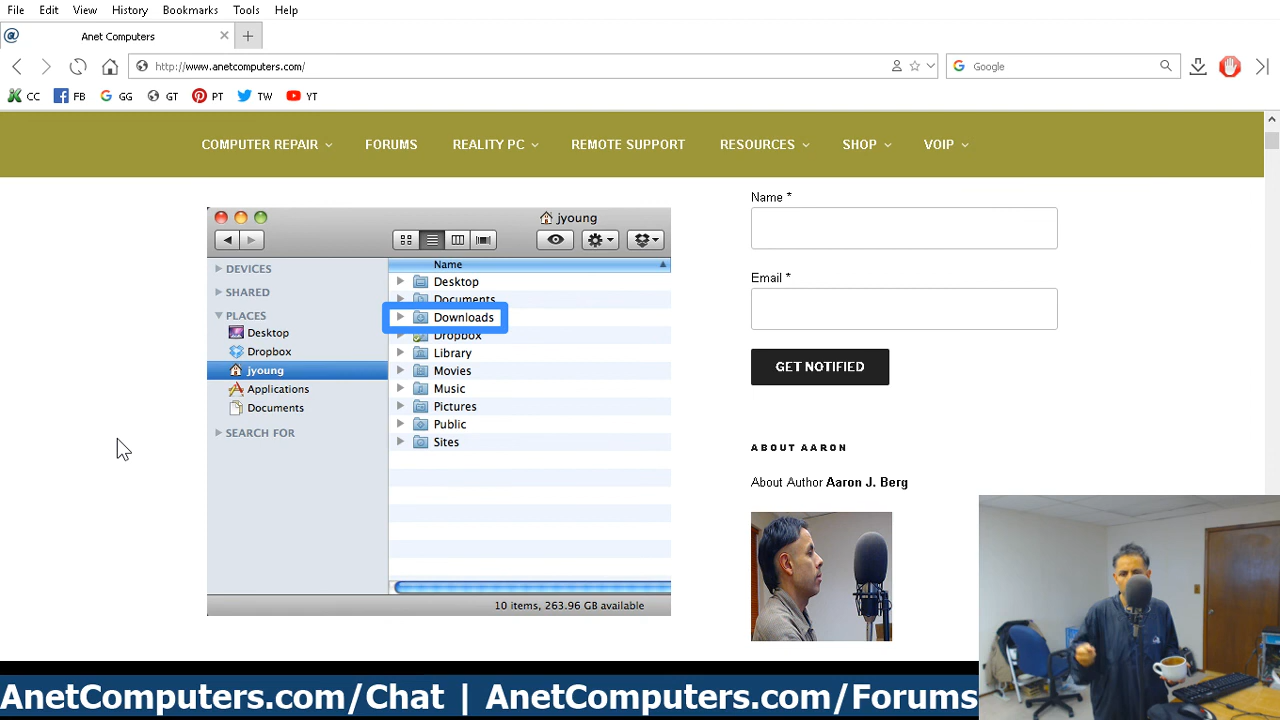 File Edit View History Bookmarks Tools Help
@ Anet Computers
http://www.anetcomputers.com/ Google
CC FB GG GT PT TW YT
COMPUTER REPAIR FORUMS REALITY PC REMOTE SUPPORT RESOURCES SHOP VOIP
jyoung
DEVICES
SHARED
PLACES
Desktop
Dropbox
jyoung
Applications
Documents
SEARCH FOR
Name
Desktop
Documents
Downloads
Dropbox
Library
Movies
Music
Pictures
Public
Sites
10 items, 263.96 GB available
Name *
Email *
GET NOTIFIED
ABOUT AARON
About Author Aaron J. Berg
AnetComputers.com/Chat | AnetComputers.com/Forums